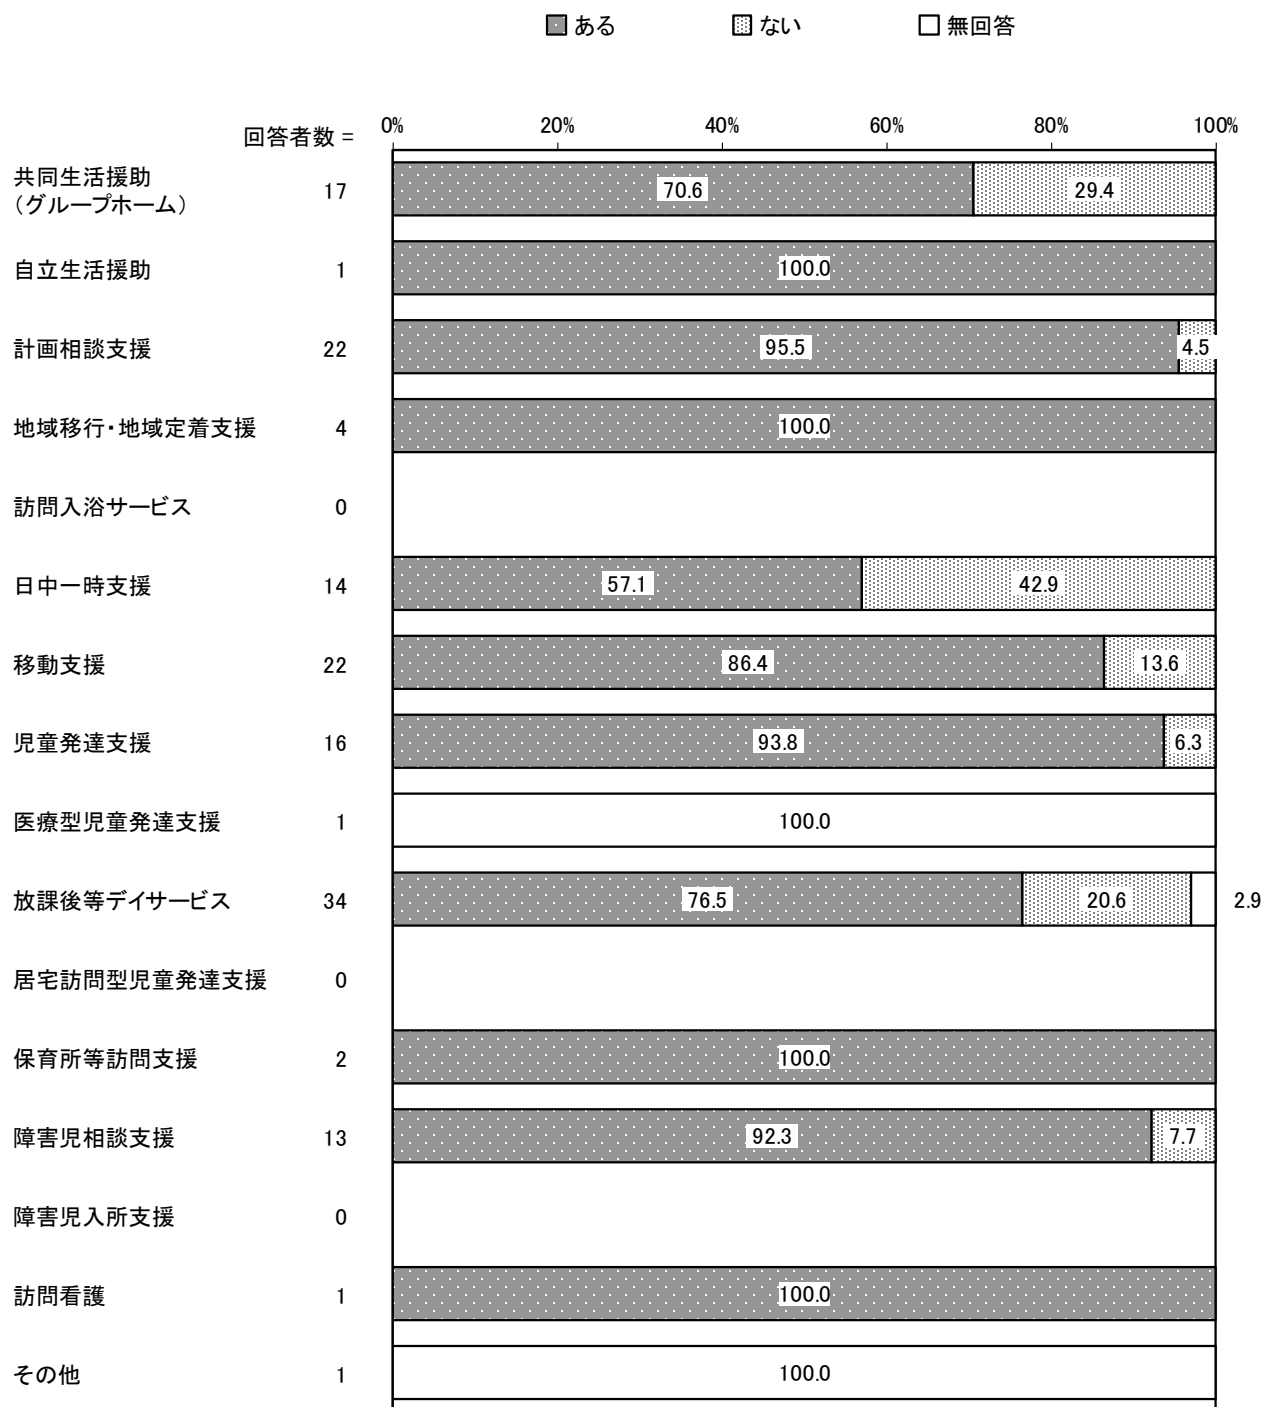 ある ない 無回答
回答者数 = 0% 20% 40% 60% 80% 100%
共同生活援助
（グループホーム） 17 70.6 29.4
自立生活援助 1 100.0
計画相談支援 22 95.5 4.5
地域移行・地域定着支援 4 100.0
訪問入浴サービス 0
日中一時支援 14 57.1 42.9
移動支援 22 86.4 13.6
児童発達支援 16 93.8 6.3
医療型児童発達支援 1 100.0
放課後等デイサービス 34 76.5 20.6 2.9
居宅訪問型児童発達支援 0
保育所等訪問支援 2 100.0
障害児相談支援 13 92.3 7.7
障害児入所支援 0
訪問看護 1 100.0
その他 1 100.0